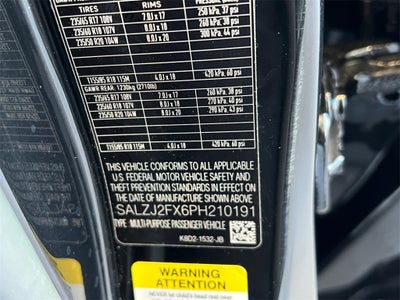 TIRES RIMS
235/65 R17 108V 7.0J x 17 250 kPa, 37 psi
235/60 R18 107V 8.0J x 18 260 kPa, 38 psi
235/50 R20 104W 8.0J x 20 300 kPa, 44 psi
T155/85 R18 115M 4.0J x 18 420 kPa, 60 psi
GAWR REAR 1230kg (2710lb)
235/65 R17 108V 7.0J x 17 260 kPa, 38 psi
235/60 R18 107V 8.0J x 18 270 kPa, 40 psi
235/50 R20 104W 8.0J x 20 290 kPa, 43 psi
T155/85 R18 115M 4.0J x 18 420 kPa, 60 psi
THIS VEHICLE CONFORMS TO ALL APPLICABLE
U.S. FEDERAL MOTOR VEHICLE SAFETY AND
THEFT PREVENTION STANDARDS IN EFFECT ON
THE DATE OF MANUFACTURE SHOWN ABOVE.
SALZJ2FX6PH210191
TYPE: MULTI-PURPOSE PASSENGER VEHICLE
K8D2-1532-JB
WARNING
NEVER